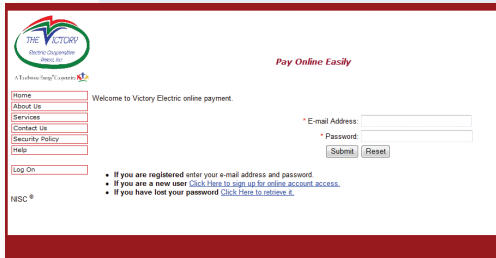 THE VICTORY
Electric Cooperative
Assn., Inc.
A Touchstone Energy® Cooperative
Pay Online Easily
Home
About Us
Services
Contact Us
Security Policy
Help
Log On
NISC ®
Welcome to Victory Electric online payment.
* E-mail Address:
* Password:
Submit Reset
• If you are registered enter your e-mail address and password.
• If you are a new user Click Here to sign up for online account access.
• If you have lost your password Click Here to retrieve it.